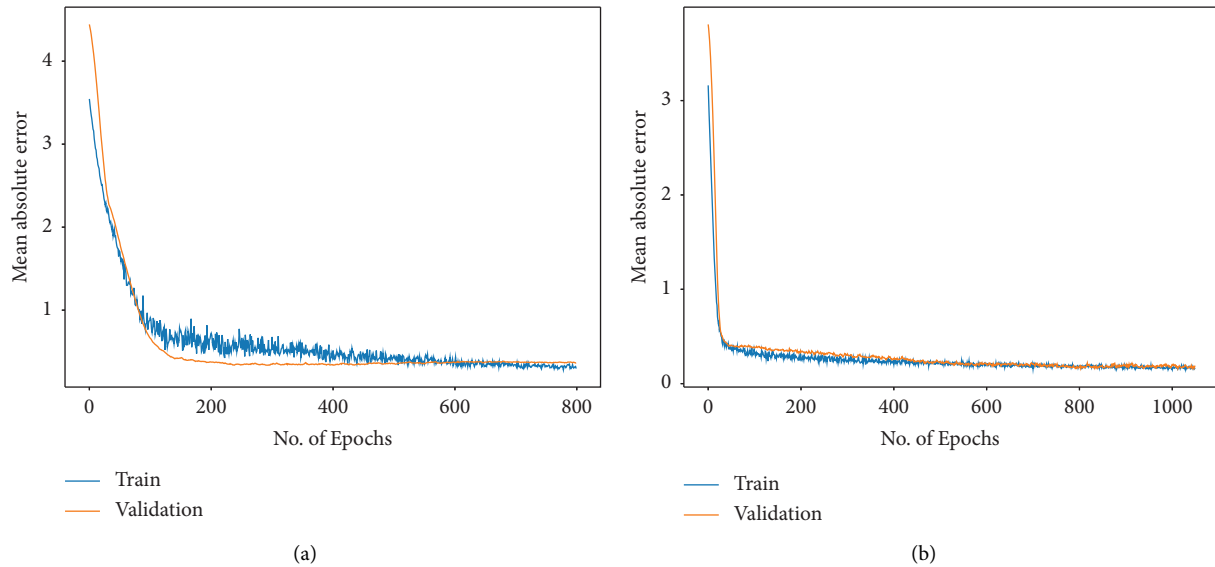 4
3
2
1
Mean absolute error
0
200
400
600
800
No. of Epochs
Train
Validation
(a)
3
2
1
0
Mean absolute error
0
200
400
600
800
1000
No. of Epochs
Train
Validation
(b)